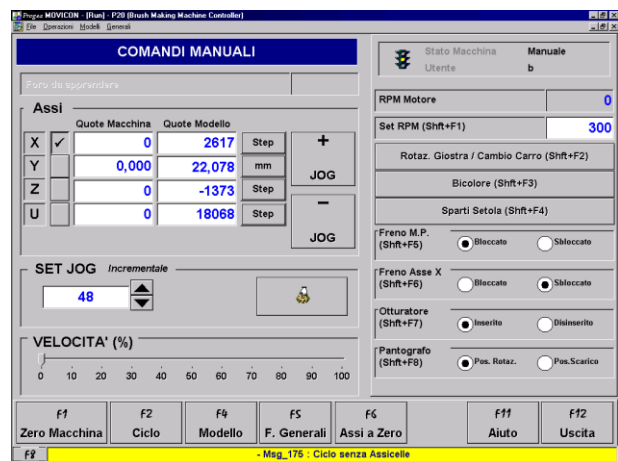 Progea MOVICON - [Run] - P20 (Brush Making Machine Controller)
File Operazioni Modelli Generali
COMANDI MANUALI
Foro da apprendere
Assi
Quote Macchina Quote Modello
X 0 2617 Step
Y 0,000 22,078 mm
Z 0 -1373 Step
U 0 18068 Step
+
JOG
–
JOG
SET JOG Incrementale
48
VELOCITA' (%)
0 10 20 30 40 50 60 70 80 90 100
Stato Macchina Manuale
Utente b
RPM Motore 0
Set RPM (Shft+F1) 300
Rotaz. Giostra / Cambio Carro (Shft+F2)
Bicolore (Shft+F3)
Sparti Setola (Shft+F4)
Freno M.P.
(Shft+F5) Bloccato Sbloccato
Freno Asse X
(Shft+F6) Bloccato Sbloccato
Otturatore
(Shft+F7) Inserito Disinserito
Pantografo
(Shft+F8) Pos. Rotaz. Pos.Scarico
F1 F2 F4 F5 F6 F11 F12
Zero Macchina Ciclo Modello F. Generali Assi a Zero Aiuto Uscita
F8 - Msg_175 : Ciclo senza Assicelle